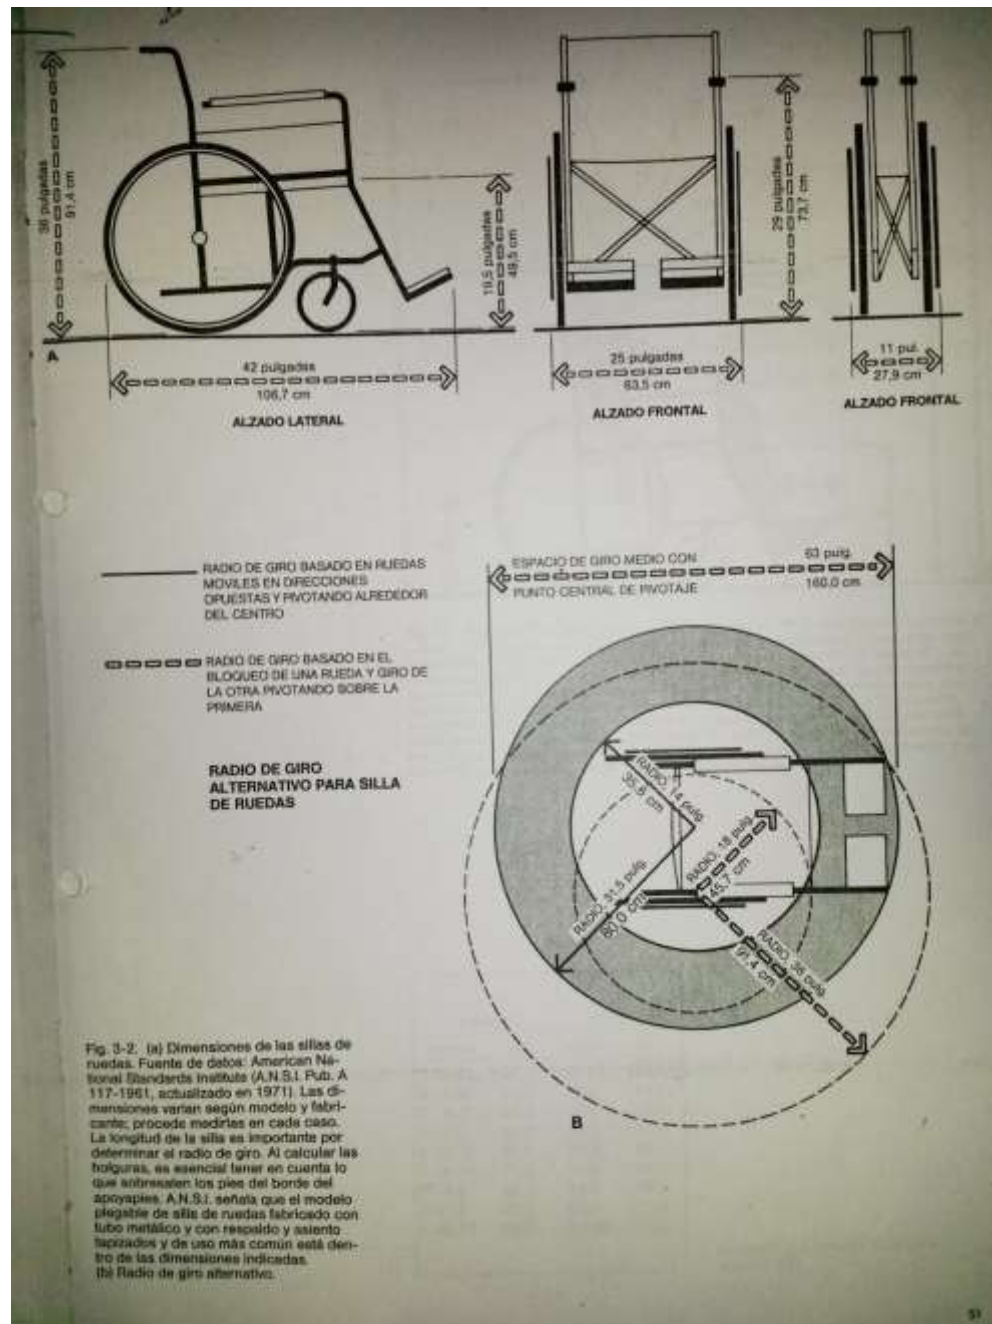 36 pulgadas
91,4 cm
19,5 pulgadas
49,5 cm
29 pulgadas
73,7 cm
A
42 pulgadas
106,7 cm
ALZADO LATERAL
25 pulgadas
63,5 cm
ALZADO FRONTAL
11 pul.
27,9 cm
ALZADO FRONTAL
RADIO DE GIRO BASADO EN RUEDAS
MOVILES EN DIRECCIONES
OPUESTAS Y PIVOTANDO ALREDEDOR
DEL CENTRO
RADIO DE GIRO BASADO EN EL
BLOQUEO DE UNA RUEDA Y GIRO DE
LA OTRA PIVOTANDO SOBRE LA
PRIMERA
RADIO DE GIRO
ALTERNATIVO PARA SILLA
DE RUEDAS
ESPACIO DE GIRO MEDIO CON
PUNTO CENTRAL DE PIVOTAJE
63 pulg.
160,0 cm
RADIO, 14 pulg.
35,6 cm
RADIO, 18 pulg.
45,7 cm
RADIO, 31,5 pulg.
80,0 cm
RADIO, 36 pulg.
91,4 cm
B
Fig. 3-2. (a) Dimensiones de las sillas de
ruedas. Fuente de datos: American Na-
tional Standards Institute (A.N.S.I. Pub. A
117-1961, actualizado en 1971). Las di-
mensiones varían según modelo y fabri-
cante; procede medirlas en cada caso.
La longitud de la silla es importante por
determinar el radio de giro. Al calcular las
holguras, es esencial tener en cuenta lo
que sobresalen los pies del borde del
apoyapiés. A.N.S.I. señala que el modelo
plegable de silla de ruedas fabricado con
tubo metálico y con respaldo y asiento
tapizados y de uso más común está den-
tro de las dimensiones indicadas.
(b) Radio de giro alternativo.
51